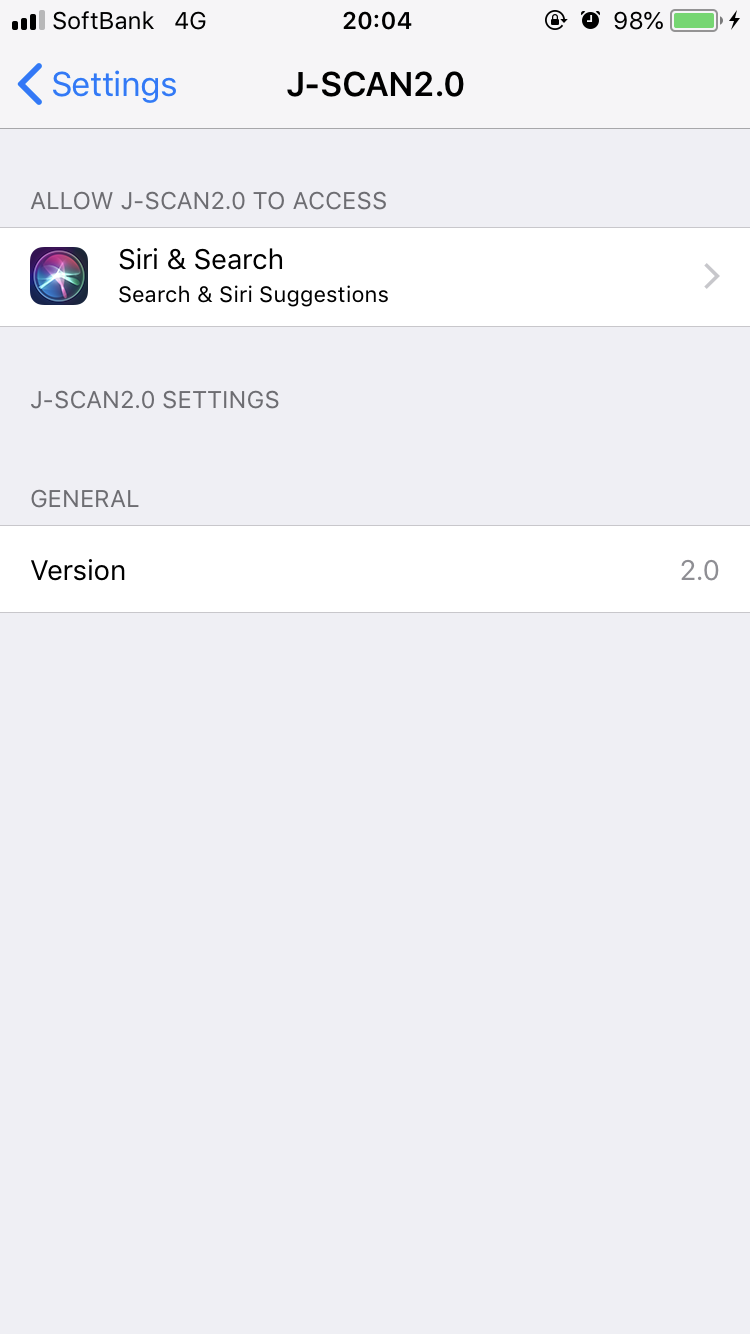 SoftBank 4G 20:04 98%
Settings J-SCAN2.0
ALLOW J-SCAN2.0 TO ACCESS
Siri & Search
Search & Siri Suggestions
J-SCAN2.0 SETTINGS
GENERAL
Version 2.0